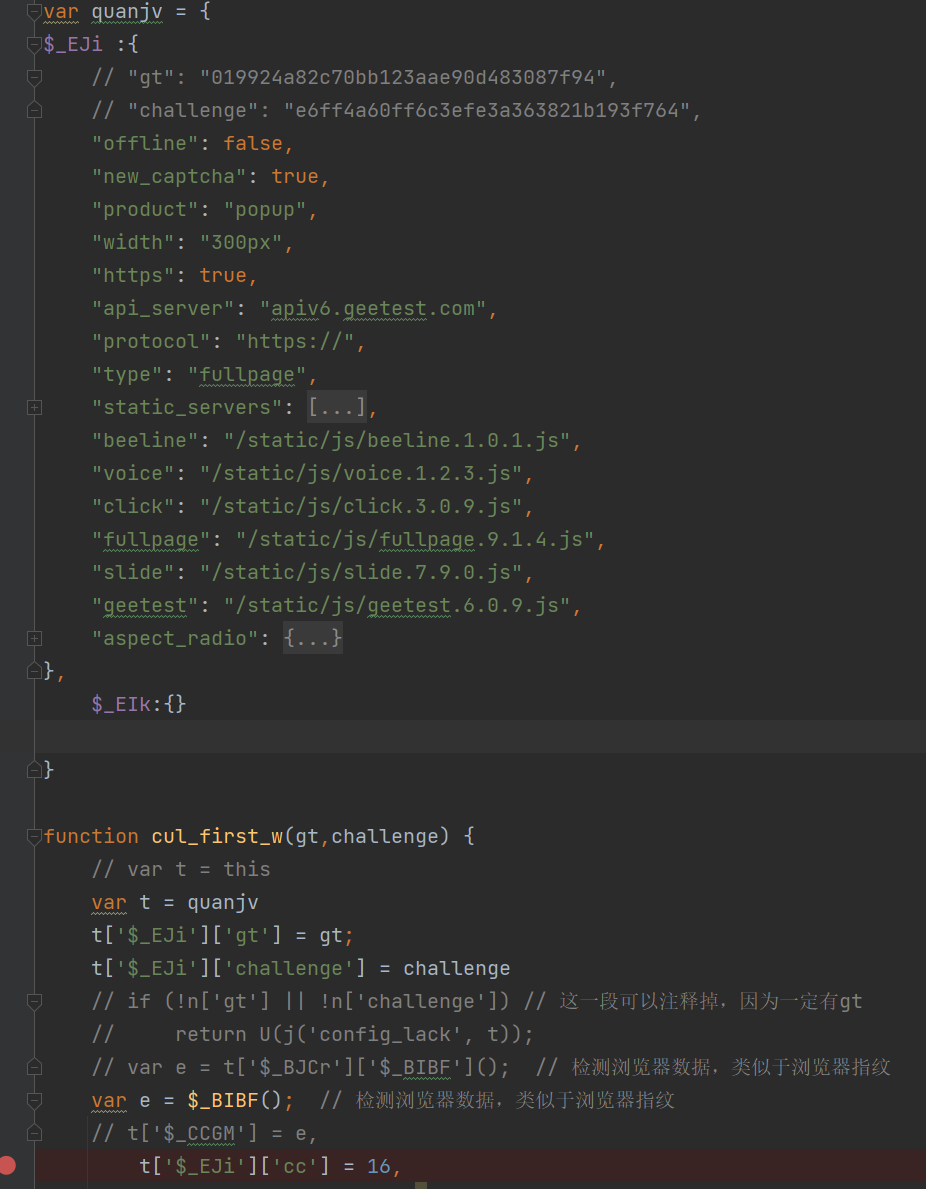 var quanjv = {
$_EJi :{
// "gt": "019924a82c70bb123aae90d483087f94",
// "challenge": "e6ff4a60ff6c3efe3a363821b193f764",
"offline": false,
"new_captcha": true,
"product": "popup",
"width": "300px",
"https": true,
"api_server": "apiv6.geetest.com",
"protocol": "https://",
"type": "fullpage",
"static_servers": [...],
"beeline": "/static/js/beeline.1.0.1.js",
"voice": "/static/js/voice.1.2.3.js",
"click": "/static/js/click.3.0.9.js",
"fullpage": "/static/js/fullpage.9.1.4.js",
"slide": "/static/js/slide.7.9.0.js",
"geetest": "/static/js/geetest.6.0.9.js",
"aspect_radio": {...}
},
$_EIk:{}
}
function cul_first_w(gt,challenge) {
// var t = this
var t = quanjv
t['$_EJi']['gt'] = gt;
t['$_EJi']['challenge'] = challenge
// if (!n['gt'] || !n['challenge']) // 这一段可以注释掉，因为一定有gt
//     return U(j('config_lack', t));
// var e = t['$_BJCr']['$_BIBF']();  // 检测浏览器数据，类似于浏览器指纹
var e = $_BIBF();  // 检测浏览器数据，类似于浏览器指纹
// t['$_CCGM'] = e,
t['$_EJi']['cc'] = 16,